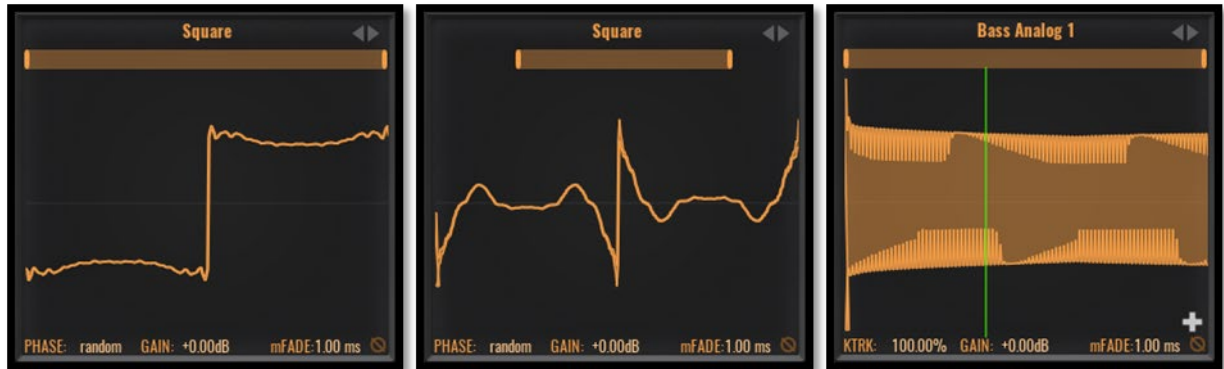 Square
PHASE: random GAIN: +0.00dB mFADE:1.00 ms
Square
PHASE: random GAIN: +0.00dB mFADE:1.00 ms
Bass Analog 1
KTRK: 100.00% GAIN: +0.00dB mFADE:1.00 ms